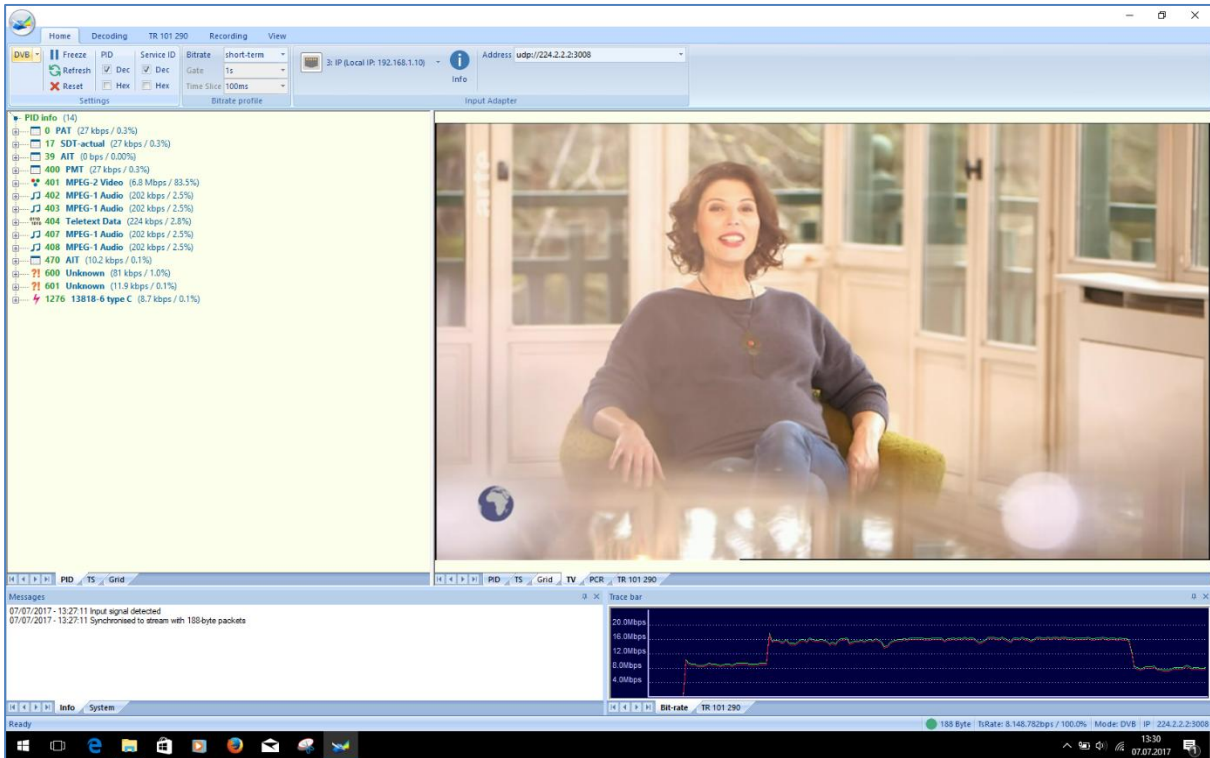 Home Decoding TR 101 290 Recording View
DVB Freeze PID Service ID Bitrate short-term
Refresh Dec Dec Gate 1s
Reset Hex Hex Time Slice 100ms
3: IP (Local IP: 192.168.1.10)
Info
Address udp://224.2.2.2:3008
Settings Bitrate profile Input Adapter
PID info (14)
0 PAT (27 kbps / 0.3%)
17 SDT-actual (27 kbps / 0.3%)
39 AIT (0 bps / 0.00%)
400 PMT (27 kbps / 0.3%)
401 MPEG-2 Video (6.8 Mbps / 83.5%)
402 MPEG-1 Audio (202 kbps / 2.5%)
403 MPEG-1 Audio (202 kbps / 2.5%)
404 Teletext Data (224 kbps / 2.8%)
407 MPEG-1 Audio (202 kbps / 2.5%)
408 MPEG-1 Audio (202 kbps / 2.5%)
470 AIT (10.2 kbps / 0.1%)
?! 600 Unknown (81 kbps / 1.0%)
?! 601 Unknown (11.9 kbps / 0.1%)
1276 13818-6 type C (8.7 kbps / 0.1%)
PID TS Grid
PID TS Grid TV PCR TR 101 290
Messages
07/07/2017 - 13:27:11 Input signal detected
07/07/2017 - 13:27:11 Synchronised to stream with 188-byte packets
Info System
Trace bar
20.0Mbps
16.0Mbps
12.0Mbps
8.0Mbps
4.0Mbps
Bit-rate TR 101 290
Ready
188 Byte TsRate: 8.148.782bps / 100.0% Mode: DVB IP 224.2.2.2:3008
13:30
07.07.2017